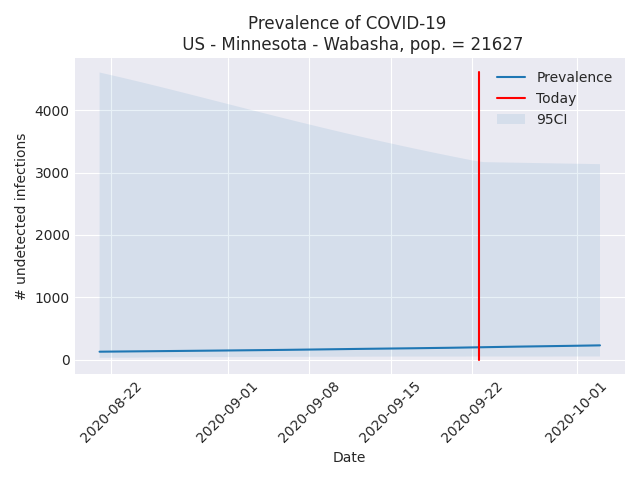 Prevalence of COVID-19
US - Minnesota - Wabasha, pop. = 21627
Prevalence
Today
95CI
# undetected infections
4000
3000
2000
1000
0
2020-08-22
2020-09-01
2020-09-08
2020-09-15
2020-09-22
2020-10-01
Date